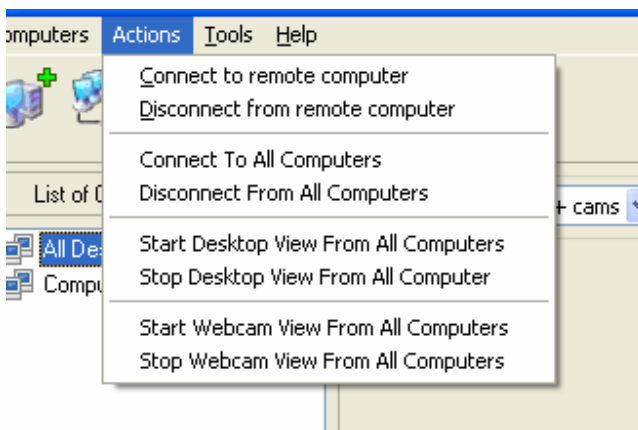 omputers Actions Tools Help
Connect to remote computer
Disconnect from remote computer
Connect To All Computers
Disconnect From All Computers
List of
+ cams
Start Desktop View From All Computers
All De
Stop Desktop View From All Computer
Compu
Start Webcam View From All Computers
Stop Webcam View From All Computers